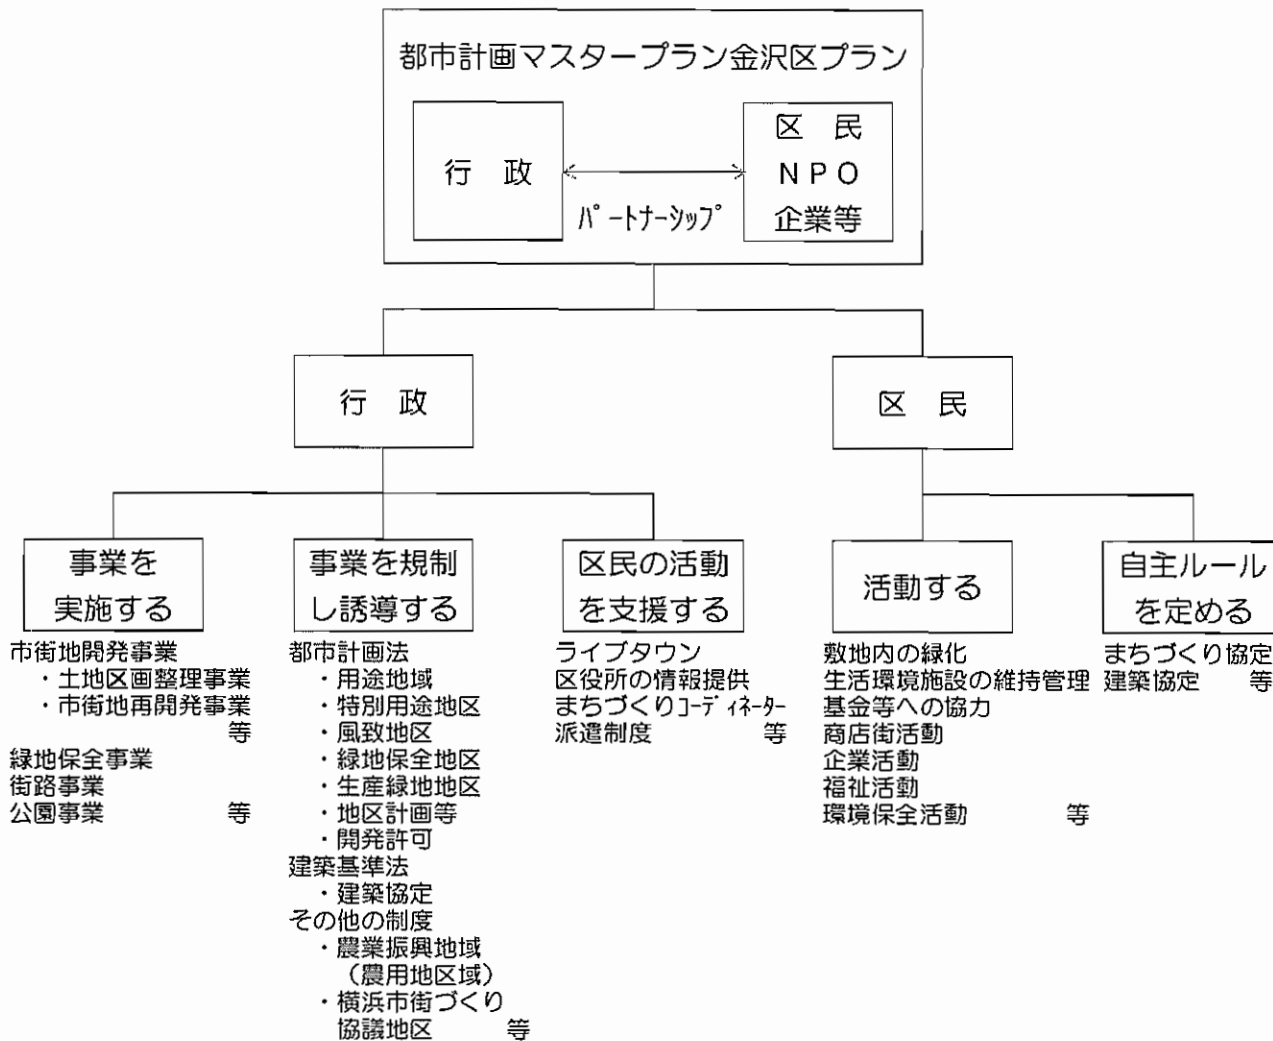 都市計画マスタープラン金沢区プラン
行 政
パートナーシップ
区 民
NPO
企業等
行 政
区 民
事業を
実施する
市街地開発事業
・土地区画整理事業
・市街地再開発事業
等
緑地保全事業
街路事業
公園事業 等
事業を規制
し誘導する
都市計画法
・用途地域
・特別用途地区
・風致地区
・緑地保全地区
・生産緑地地区
・地区計画等
・開発許可
建築基準法
・建築協定
その他の制度
・農業振興地域
（農用地区域）
・横浜市街づくり
協議地区 等
区民の活動
を支援する
ライブタウン
区役所の情報提供
まちづくりコーディネーター
派遣制度 等
活動する
敷地内の緑化
生活環境施設の維持管理
基金等への協力
商店街活動
企業活動
福祉活動
環境保全活動 等
自主ルール
を定める
まちづくり協定
建築協定 等